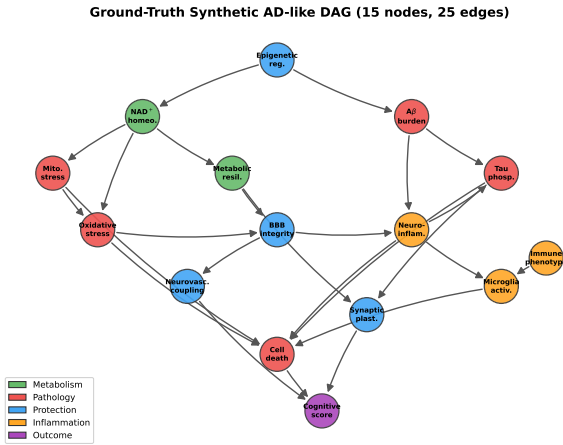 Ground-Truth Synthetic AD-like DAG (15 nodes, 25 edges)
Epigenetic
reg.
NAD⁺
homeo.
Aβ
burden
Mito.
stress
Metabolic
resil.
Tau
phosp.
Oxidative
stress
BBB
integrity
Neuro-
inflam.
Immune
phenotyp.
Neurovasc.
coupling
Microglia
activ.
Synaptic
plast.
Cell
death
Cognitive
score
Metabolism
Pathology
Protection
Inflammation
Outcome